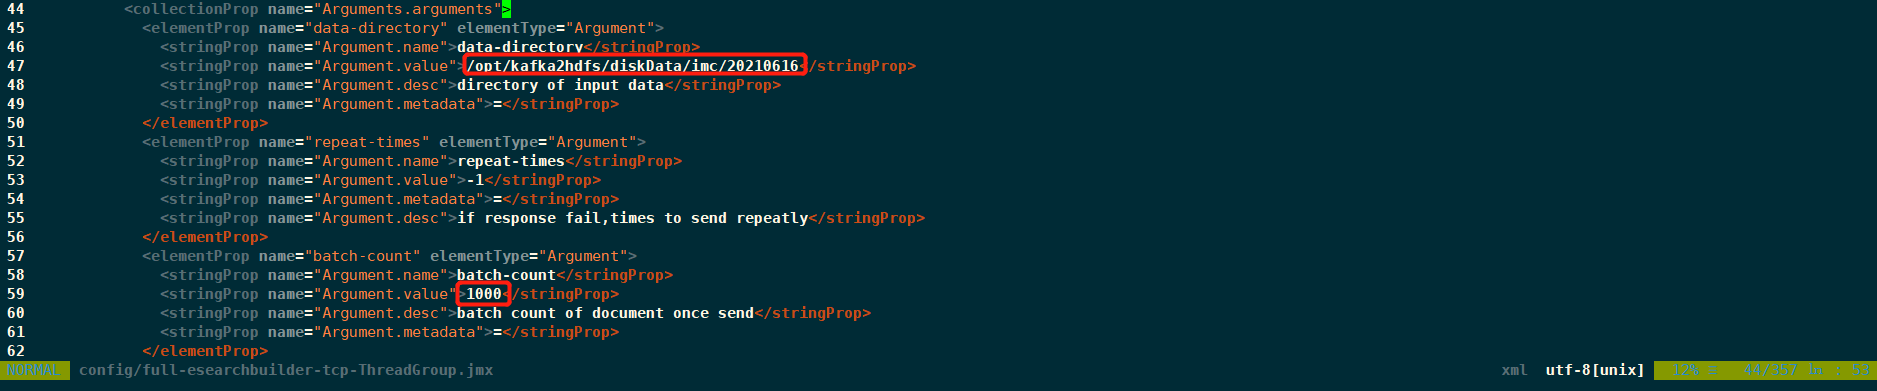 44 <collectionProp name="Arguments.arguments">
45 <elementProp name="data-directory" elementType="Argument">
46 <stringProp name="Argument.name">data-directory</stringProp>
47 <stringProp name="Argument.value">/opt/kafka2hdfs/diskData/imc/20210616</stringProp>
48 <stringProp name="Argument.desc">directory of input data</stringProp>
49 <stringProp name="Argument.metadata">=</stringProp>
50 </elementProp>
51 <elementProp name="repeat-times" elementType="Argument">
52 <stringProp name="Argument.name">repeat-times</stringProp>
53 <stringProp name="Argument.value">-1</stringProp>
54 <stringProp name="Argument.metadata">=</stringProp>
55 <stringProp name="Argument.desc">if response fail,times to send repeatly</stringProp>
56 </elementProp>
57 <elementProp name="batch-count" elementType="Argument">
58 <stringProp name="Argument.name">batch-count</stringProp>
59 <stringProp name="Argument.value">1000</stringProp>
60 <stringProp name="Argument.desc">batch count of document once send</stringProp>
61 <stringProp name="Argument.metadata">=</stringProp>
62 </elementProp>
NORMAL config/full-esearchbuilder-tcp-ThreadGroup.jmx xml utf-8[unix] 12% ≡ 44/357 ㏑ : 53